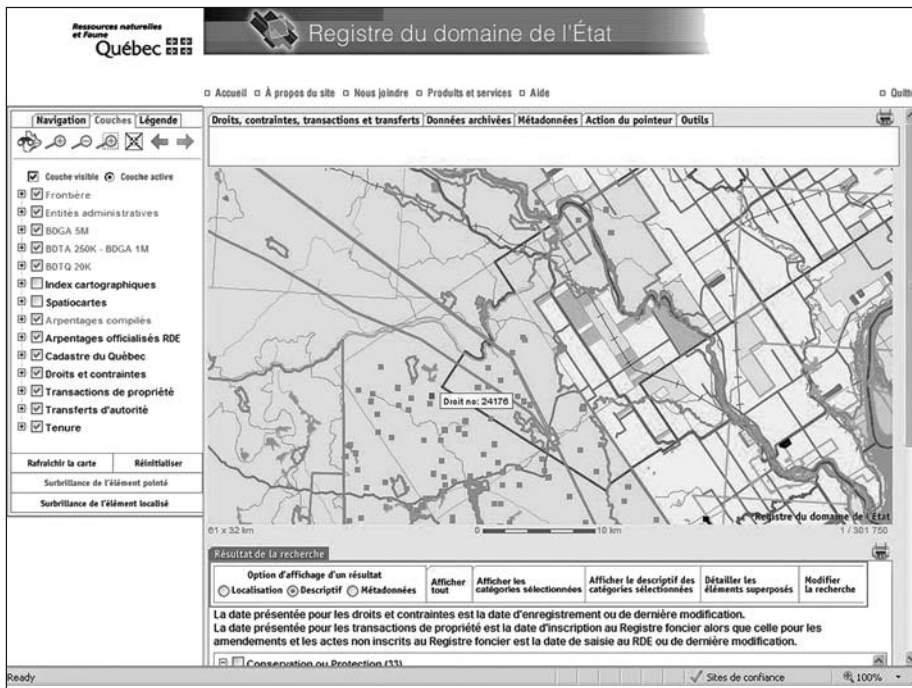 Ressources naturelles
et Faune
Québec
Registre du domaine de l'État
Accueil À propos du site Nous joindre Produits et services Aide Quitt
Navigation Couches Légende
Couche visible Couche active
Frontière
Entités administratives
BDGA 5M
BDTA 250K - BDGA 1M
BDTQ 20K
Index cartographiques
Spatiocartes
Arpentages compilés
Arpentages officialisés RDE
Cadastre du Québec
Droits et contraintes
Transactions de propriété
Transferts d'autorité
Tenure
Rafraîchir la carte Réinitialiser
Surbrillance de l'élément pointé
Surbrillance de l'élément localisé
Droits, contraintes, transactions et transferts Données archivées Métadonnées Action du pointeur Outils
Droit no: 24176
Registre du domaine de l'État
61 x 32 km 0 10 km 1 / 301 750
Résultat de la recherche
Option d'affichage d'un résultat
Localisation Descriptif Métadonnées
Afficher
tout
Afficher les
catégories sélectionnées
Afficher le descriptif des
catégories sélectionnées
Détailler les
éléments superposés
Modifier
la recherche
La date présentée pour les droits et contraintes est la date d'enregistrement ou de dernière modification.
La date présentée pour les transactions de propriété est la date d'inscription au Registre foncier alors que celle pour les
amendements et les actes non inscrits au Registre foncier est la date de saisie au RDE ou de dernière modification.
Conservation ou Protection (33)
Ready Sites de confiance 100%